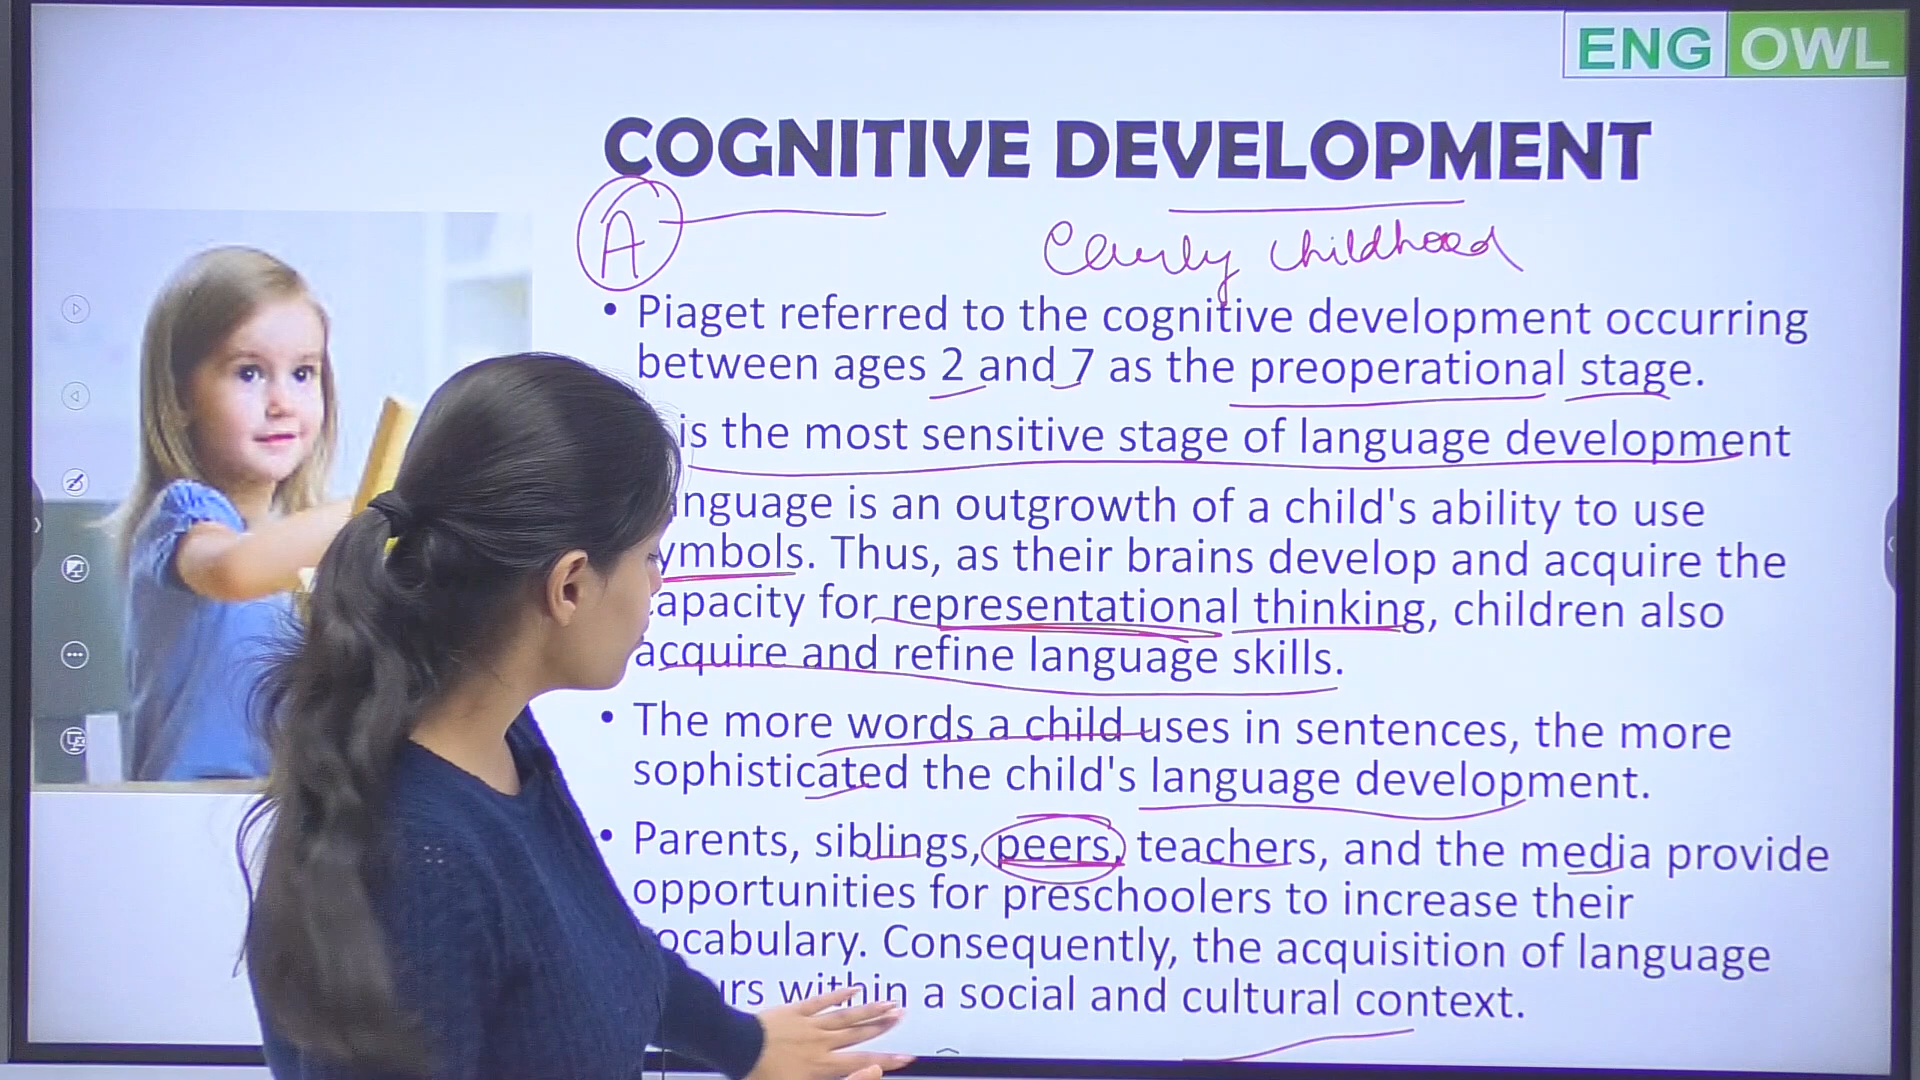 ENG OWL
COGNITIVE DEVELOPMENT
A
Early childhood
• Piaget referred to the cognitive development occurring
between ages 2 and 7 as the preoperational stage.
is the most sensitive stage of language development
nguage is an outgrowth of a child's ability to use
ymbols. Thus, as their brains develop and acquire the
apacity for representational thinking, children also
acquire and refine language skills.
• The more words a child uses in sentences, the more
sophisticated the child's language development.
• Parents, siblings, peers, teachers, and the media provide
opportunities for preschoolers to increase their
ocabulary. Consequently, the acquisition of language
urs within a social and cultural context.